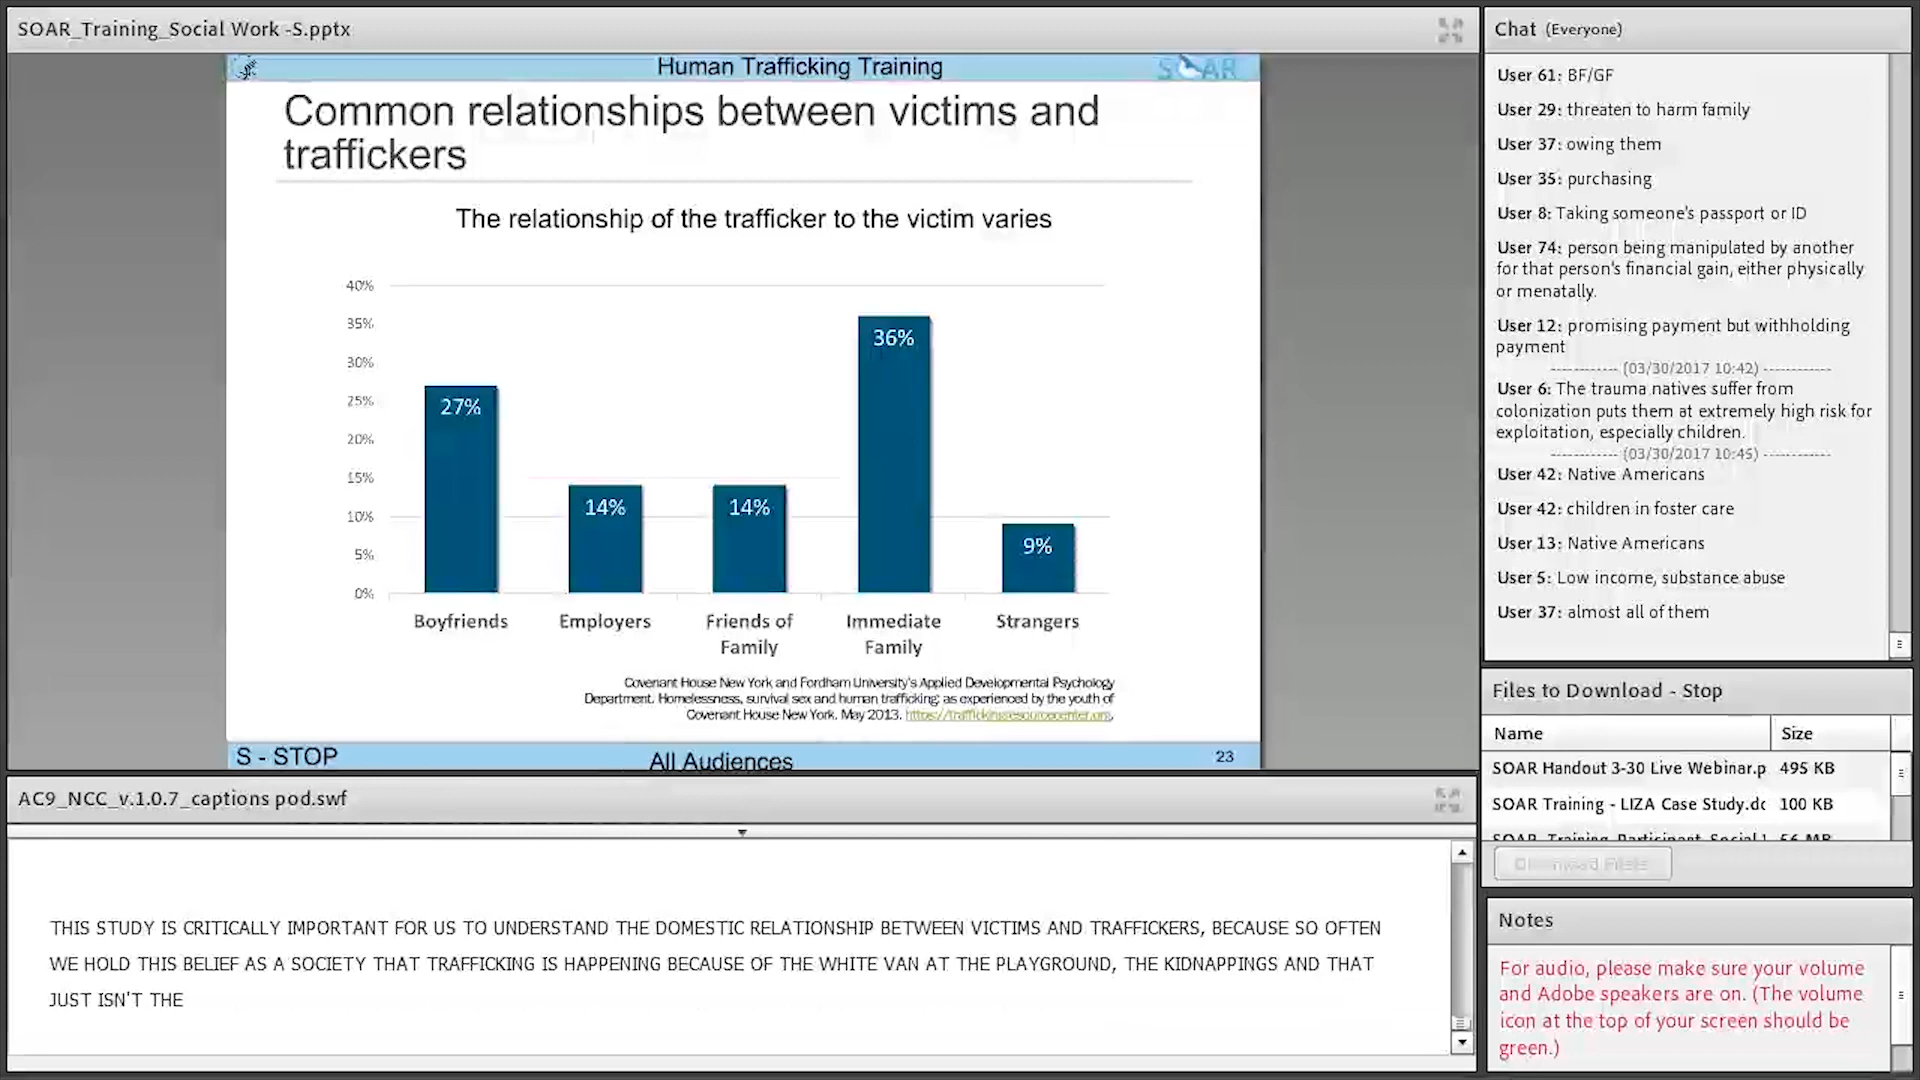 SOAR_Training_Social Work -S.pptx
Human Trafficking Training
SOAR
Common relationships between victims and
traffickers
The relationship of the trafficker to the victim varies
40%
35%
30%
25%
20%
15%
10%
5%
0%
27%
14%
14%
36%
9%
Boyfriends
Employers
Friends of
Family
Immediate
Family
Strangers
Covenant House New York and Fordham University's Applied Developmental Psychology
Department. Homelessness, survival sex and human trafficking: as experienced by the youth of
Covenant House New York. May 2013. https://traffickingresourcecenter.org.
S - STOP
All Audiences
23
AC9_NCC_v.1.0.7_captions pod.swf
THIS STUDY IS CRITICALLY IMPORTANT FOR US TO UNDERSTAND THE DOMESTIC RELATIONSHIP BETWEEN VICTIMS AND TRAFFICKERS, BECAUSE SO OFTEN
WE HOLD THIS BELIEF AS A SOCIETY THAT TRAFFICKING IS HAPPENING BECAUSE OF THE WHITE VAN AT THE PLAYGROUND, THE KIDNAPPINGS AND THAT
JUST ISN'T THE
Chat (Everyone)
User 61: BF/GF
User 29: threaten to harm family
User 37: owing them
User 35: purchasing
User 8: Taking someone's passport or ID
User 74: person being manipulated by another
for that person's financial gain, either physically
or menatally.
User 12: promising payment but withholding
payment
------------ (03/30/2017 10:42) ------------
User 6: The trauma natives suffer from
colonization puts them at extremely high risk for
exploitation, especially children.
------------ (03/30/2017 10:45) ------------
User 42: Native Americans
User 42: children in foster care
User 13: Native Americans
User 5: Low income, substance abuse
User 37: almost all of them
Files to Download - Stop
Name Size
SOAR Handout 3-30 Live Webinar.p 495 KB
SOAR Training - LIZA Case Study.dc 100 KB
SOAR_Training_Participant_Social 56 MB
Download Files
Notes
For audio, please make sure your volume
and Adobe speakers are on. (The volume
icon at the top of your screen should be
green.)